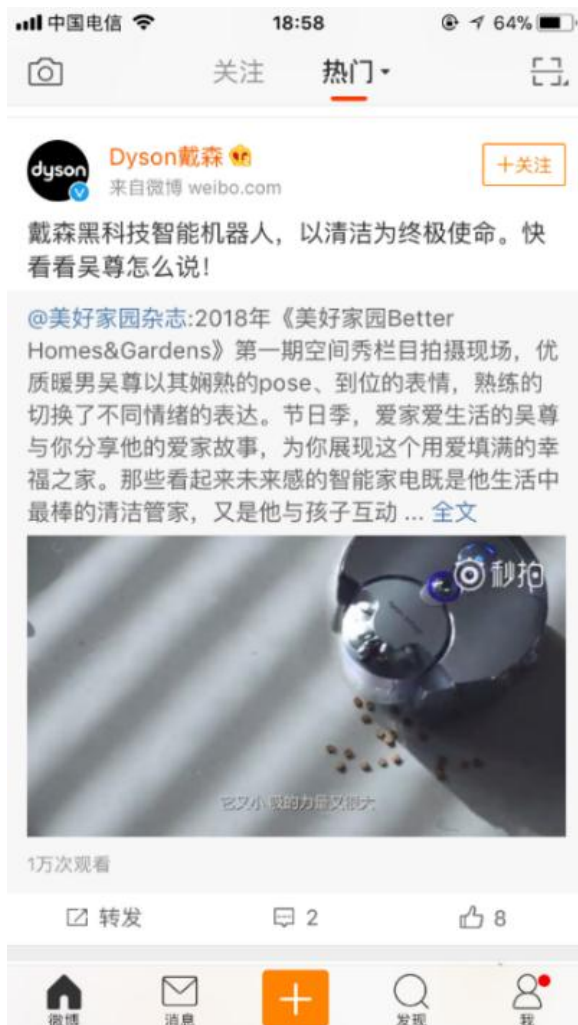 中国电信 18:58 64%
关注 热门
dyson
Dyson戴森
来自微博 weibo.com
+关注
戴森黑科技智能机器人，以清洁为终极使命。快
看看吴尊怎么说！
@美好家园杂志:2018年《美好家园Better
Homes&Gardens》第一期空间秀栏目拍摄现场，优
质暖男吴尊以其娴熟的pose、到位的表情，熟练的
切换了不同情绪的表达。节日季，爱家爱生活的吴尊
与你分享他的爱家故事，为你展现这个用爱填满的幸
福之家。那些看起来未来感的智能家电既是他生活中
最棒的清洁管家，又是他与孩子互动 ... 全文
秒拍
它又小 吸的力量又很大
1万次观看
转发 2 8
微博 消息 发现 我